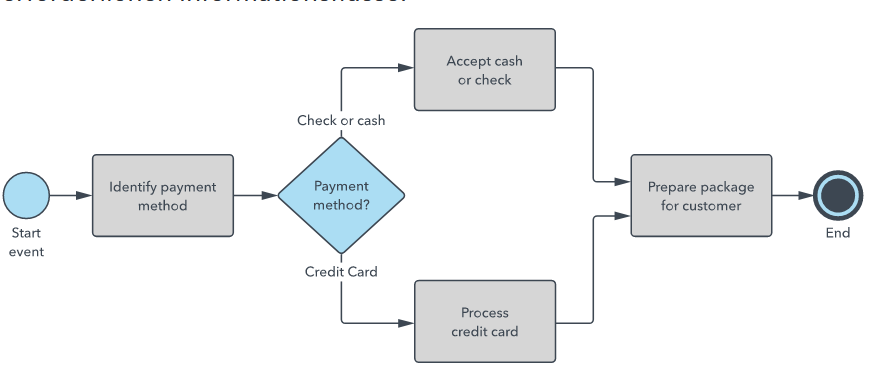 Start
event
Identify payment
method
Payment
method?
Check or cash
Accept cash
or check
Credit Card
Process
credit card
Prepare package
for customer
End